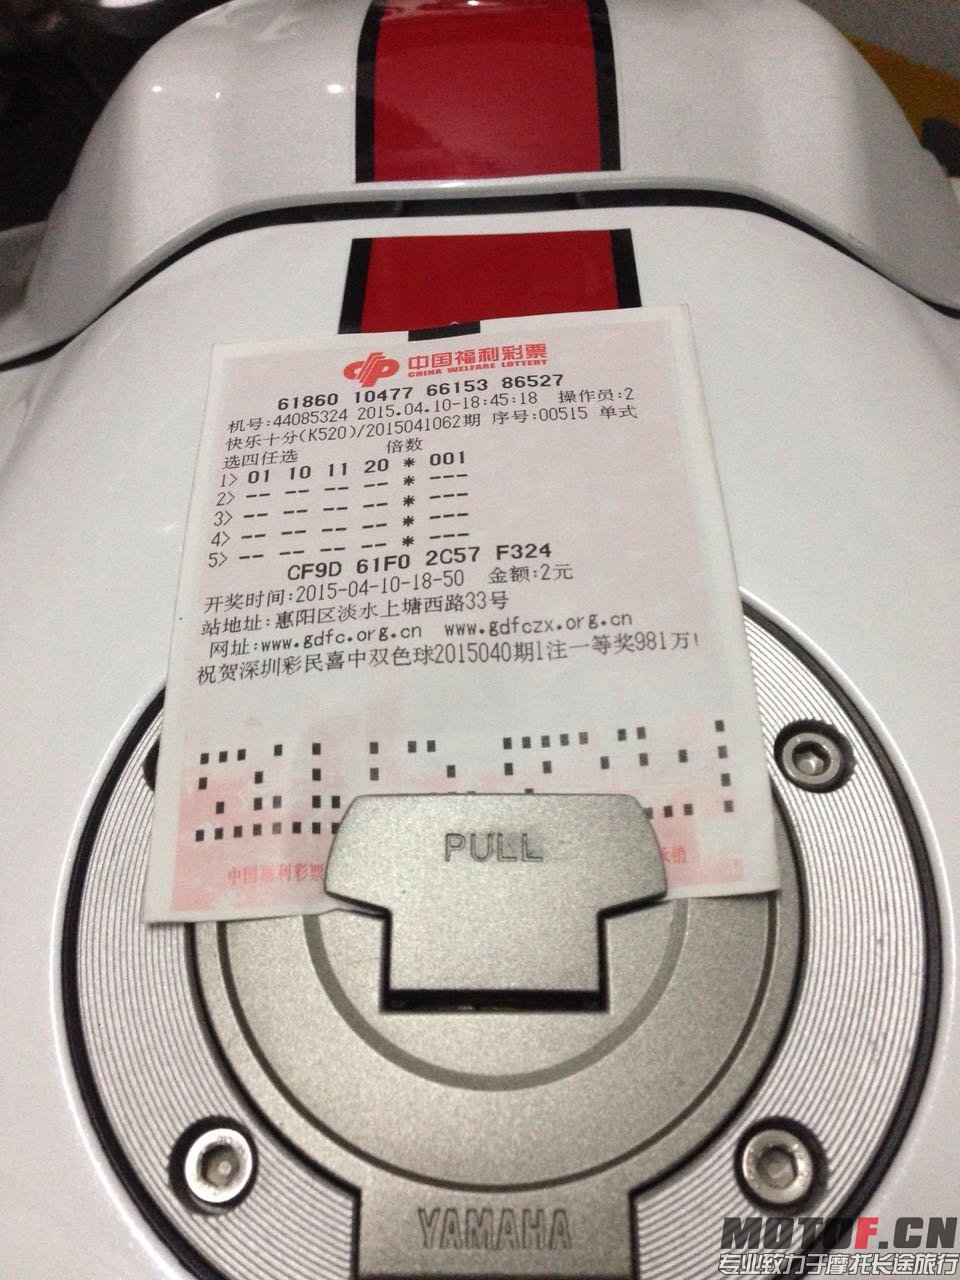 中国福利彩票
CHINA WELFARE LOTTERY
61860 10477 66153 86527
机号:44085324 2015.04.10-18:45:18 操作员:2
快乐十分(K520)/2015041062期 序号:00515 单式
选四任选 倍数
1> 01 10 11 20 * 001
2> -- -- -- -- * ---
3> -- -- -- -- * ---
4> -- -- -- -- * ---
5> -- -- -- -- * ---
CF9D 61F0 2C57 F324
开奖时间:2015-04-10-18-50 金额:2元
站地址:惠阳区淡水上塘西路33号
网址:www.gdfc.org.cn www.gdfczx.org.cn
祝贺深圳彩民喜中双色球2015040期1注一等奖981万!
中国福利彩票 承销
PULL
YAMAHA
MOTOF.CN
专业致力于摩托长途旅行